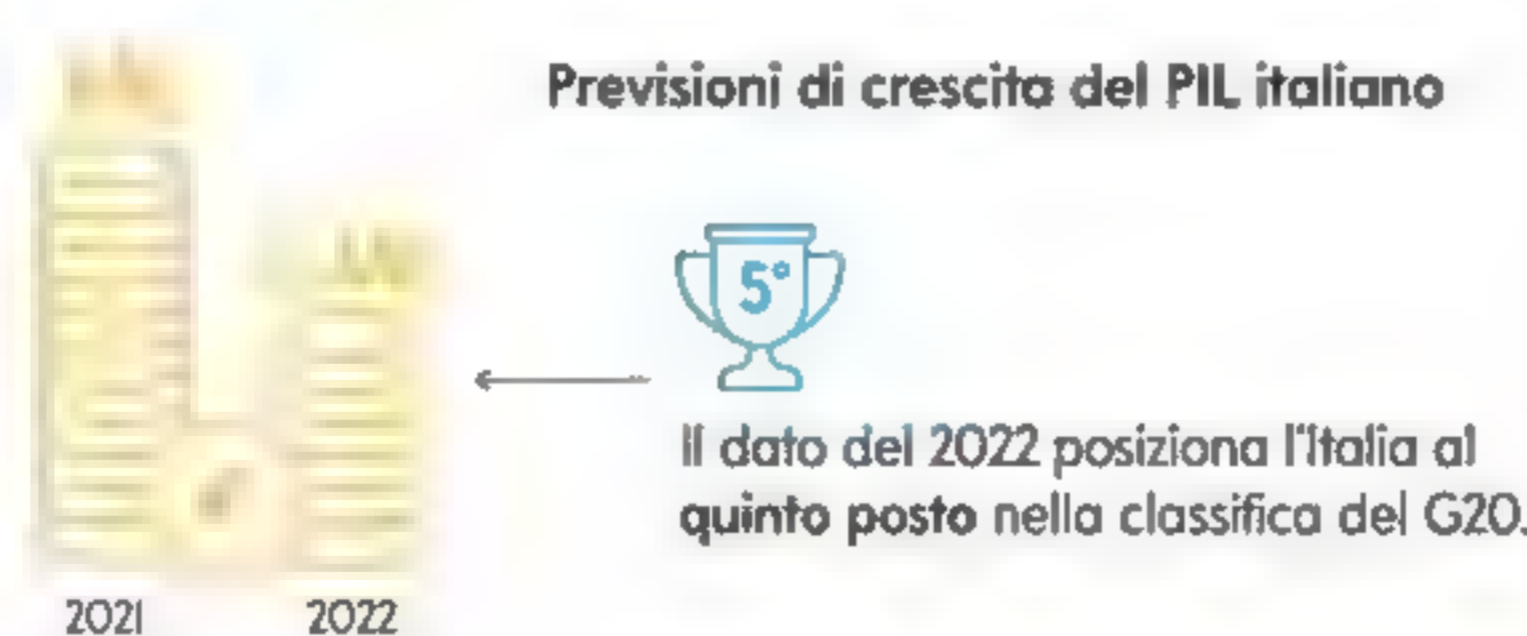 Previsioni di crescita del PIL italiano
5°
Il dato del 2022 posiziona l'Italia al
quinto posto nella classifica del G20.
2021 2022